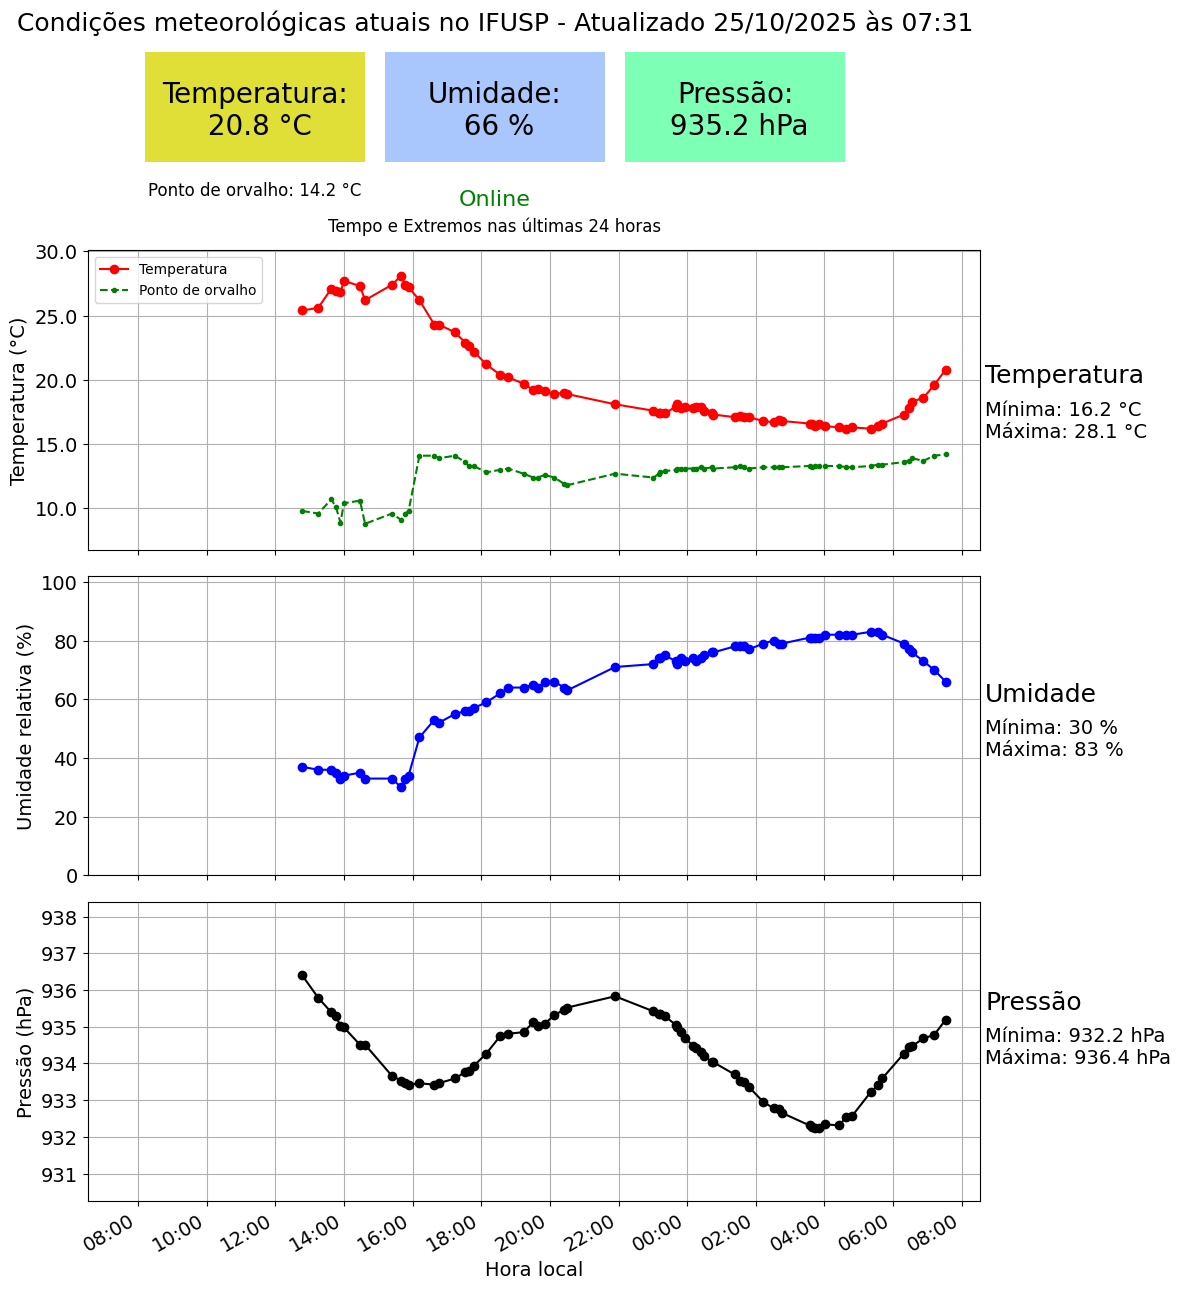 Condições meteorológicas atuais no IFUSP - Atualizado 25/10/2025 às 07:31
Temperatura:
20.8 °C
Umidade:
66 %
Pressão:
935.2 hPa
Ponto de orvalho: 14.2 °C
Online
Tempo e Extremos nas últimas 24 horas
Temperatura (°C)
30.0
25.0
20.0
15.0
10.0
Temperatura
Ponto de orvalho
Temperatura
Mínima: 16.2 °C
Máxima: 28.1 °C
Umidade relativa (%)
100
80
60
40
20
0
Umidade
Mínima: 30 %
Máxima: 83 %
Pressão (hPa)
938
937
936
935
934
933
932
931
Pressão
Mínima: 932.2 hPa
Máxima: 936.4 hPa
08:00 10:00 12:00 14:00 16:00 18:00 20:00 22:00 00:00 02:00 04:00 06:00 08:00
Hora local